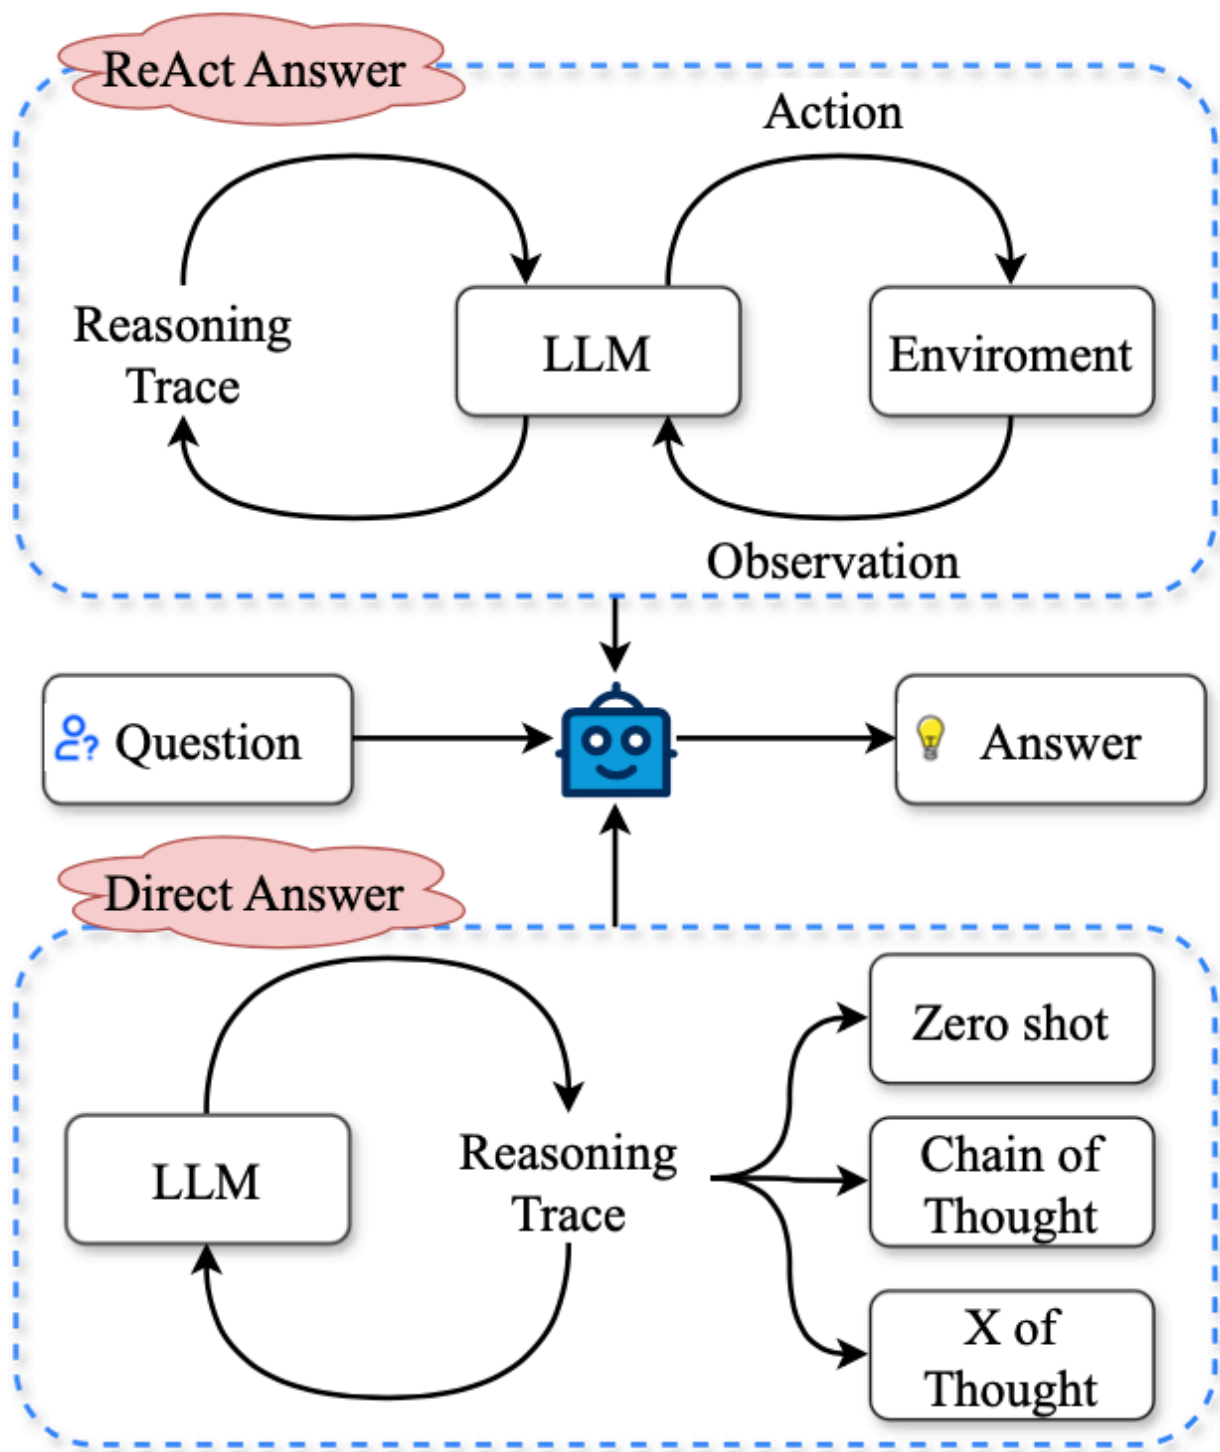 ReAct Answer
Action
Reasoning
Trace
LLM
Enviroment
Observation
Question
Answer
Direct Answer
LLM
Reasoning
Trace
Zero shot
Chain of
Thought
X of
Thought